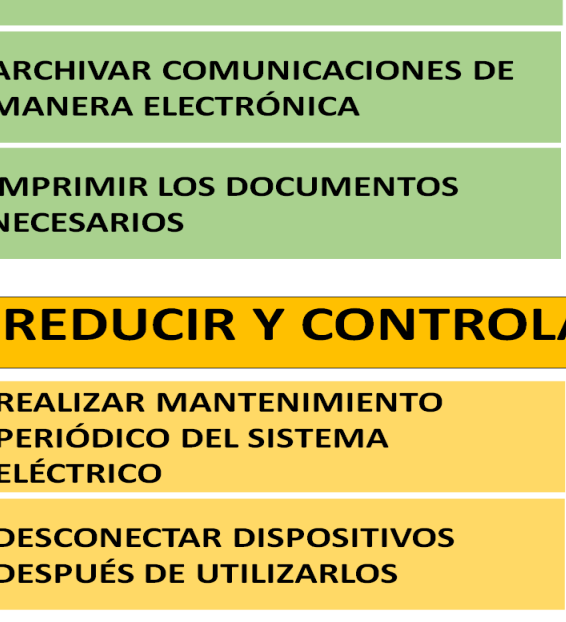 ARCHIVAR COMUNICACIONES DE
MANERA ELECTRÓNICA
IMPRIMIR LOS DOCUMENTOS
NECESARIOS
REDUCIR Y CONTROLA
REALIZAR MANTENIMIENTO
PERIÓDICO DEL SISTEMA
ELÉCTRICO
DESCONECTAR DISPOSITIVOS
DESPUÉS DE UTILIZARLOS